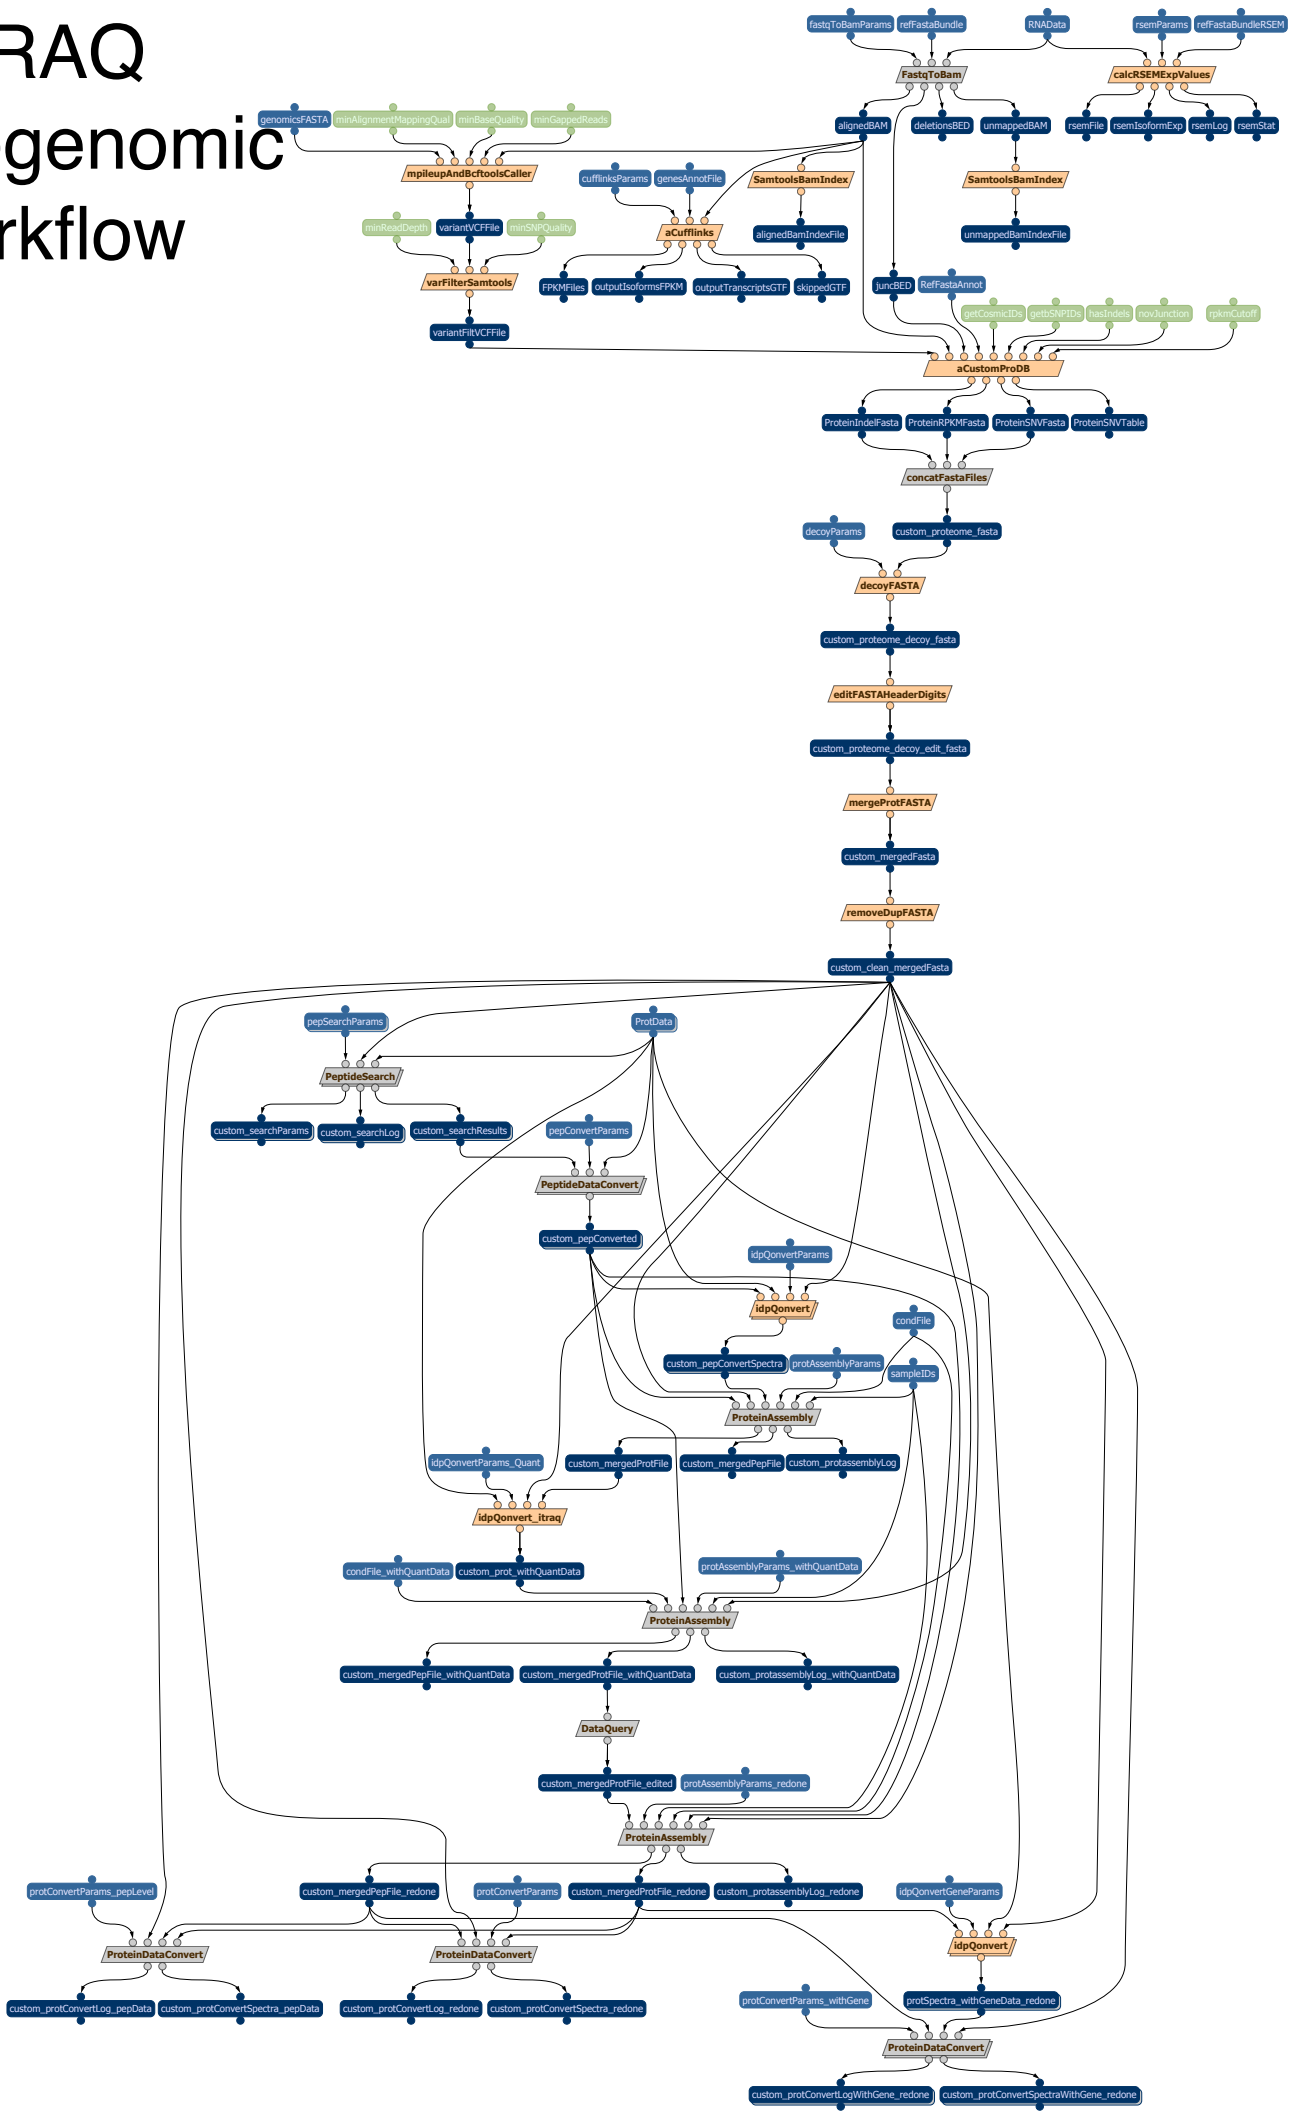 RAQ
genomic
rkflow
fastqToBamParams
refFastaBundle
RNAData
rsemParams
refFastaBundleRSEM
FastqToBam
calcRSEMExpValues
genomicsFASTA
minAlignmentMappingQual
minBaseQuality
minGappedReads
alignedBAM
deletionsBED
unmappedBAM
rsemFile
rsemIsoformExp
rsemLog
rsemStat
mpileupAndBcftoolsCaller
cufflinksParams
genesAnnotFile
SamtoolsBamIndex
SamtoolsBamIndex
minReadDepth
variantVCFFile
minSNPQuality
aCufflinks
alignedBamIndexFile
unmappedBamIndexFile
varFilterSamtools
FPKMFiles
outputIsoformsFPKM
outputTranscriptsGTF
skippedGTF
juncBED
RefFastaAnnot
getCosmicIDs
getbSNPIDs
hasIndels
novJunction
rpkmCutoff
variantFiltVCFFile
aCustomProDB
ProteinIndelFasta
ProteinRPKMFasta
ProteinSNVFasta
ProteinSNVTable
concatFastaFiles
decoyParams
custom_proteome_fasta
decoyFASTA
custom_proteome_decoy_fasta
editFASTAHeaderDigits
custom_proteome_decoy_edit_fasta
mergeProtFASTA
custom_mergedFasta
removeDupFASTA
custom_clean_mergedFasta
pepSearchParams
ProtData
PeptideSearch
custom_searchParams
custom_searchLog
custom_searchResults
pepConvertParams
PeptideDataConvert
custom_pepConverted
idpQonvertParams
idpQonvert
condFile
custom_pepConvertSpectra
protAssemblyParams
sampleIDs
ProteinAssembly
idpQonvertParams_Quant
custom_mergedProtFile
custom_mergedPepFile
custom_protassemblyLog
idpQonvert_itraq
condFile_withQuantData
custom_prot_withQuantData
protAssemblyParams_withQuantData
ProteinAssembly
custom_mergedPepFile_withQuantData
custom_mergedProtFile_withQuantData
custom_protassemblyLog_withQuantData
DataQuery
custom_mergedProtFile_edited
protAssemblyParams_redone
ProteinAssembly
protConvertParams_pepLevel
custom_mergedPepFile_redone
protConvertParams
custom_mergedProtFile_redone
custom_protassemblyLog_redone
idpQonvertGeneParams
ProteinDataConvert
ProteinDataConvert
idpQonvert
custom_protConvertLog_pepData
custom_protConvertSpectra_pepData
custom_protConvertLog_redone
custom_protConvertSpectra_redone
protConvertParams_withGene
protSpectra_withGeneData_redone
ProteinDataConvert
custom_protConvertLogWithGene_redone
custom_protConvertSpectraWithGene_redone